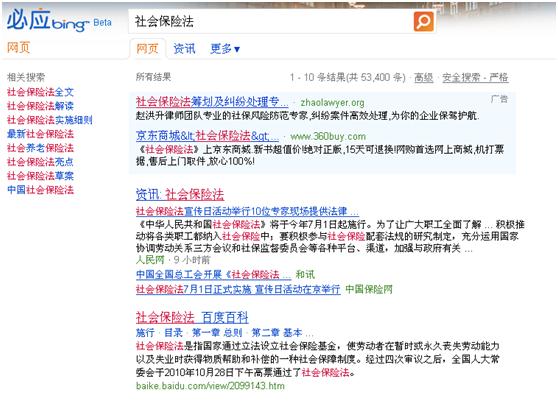 必应bing Beta
社会保险法
网页
网页 资讯 更多▼
相关搜索
社会保险法全文
社会保险法解读
社会保险法实施细则
最新社会保险法
社会养老保险法
社会保险法亮点
社会保险法草案
中国社会保险法
所有结果
1 - 10 条结果(共 63,400 条) · 高级 · 安全搜索 - 严格
社会保险法筹划及纠纷处理专... · zhaolawyer.org
广告
赵洪升律师团队专业的社保风险防范专家,纠纷案件高效处理,为你的企业保驾护航.
京东商城&lt社会保险法&gt;... · www.360buy.com
《社会保险法》上京东商城.新书超值价!绝对正版,15天可退换!网购首选网上商城,机打票
据,售后上门取件,放心100%!
资讯: 社会保险法
社会保险法宣传日活动举行10位专家现场提供法律 ...
《中华人民共和国社会保险法》将于今年7月1日起施行。为了让广大职工全面了解 ... 积极推
动将各类职工都纳入社会保险中；要积极参与社会保险配套法规的研究制定，充分运用国家
协调劳动关系三方会议和社保监督委员会等各种平台、渠道，加强与政府有关 ...
人民网 · 9 小时前
中国全国总工会开展《社会保险法 ... 和讯
社会保险法7月1日正式实施 宣传日活动在京举行 中国保险网
社会保险法_百度百科
施行 · 目录 · 第一章 总则 · 第二章 基本 ...
社会保险法是指国家通过立法设立社会保险基金，使劳动者在暂时或永久丧失劳动能力
以及失业时获得物质帮助和补偿的一种社会保障制度。经过四次审议之后，全国人大常
委会于2010年10月28日下午高票通过了社会保险法。
baike.baidu.com/view/2099143.htm